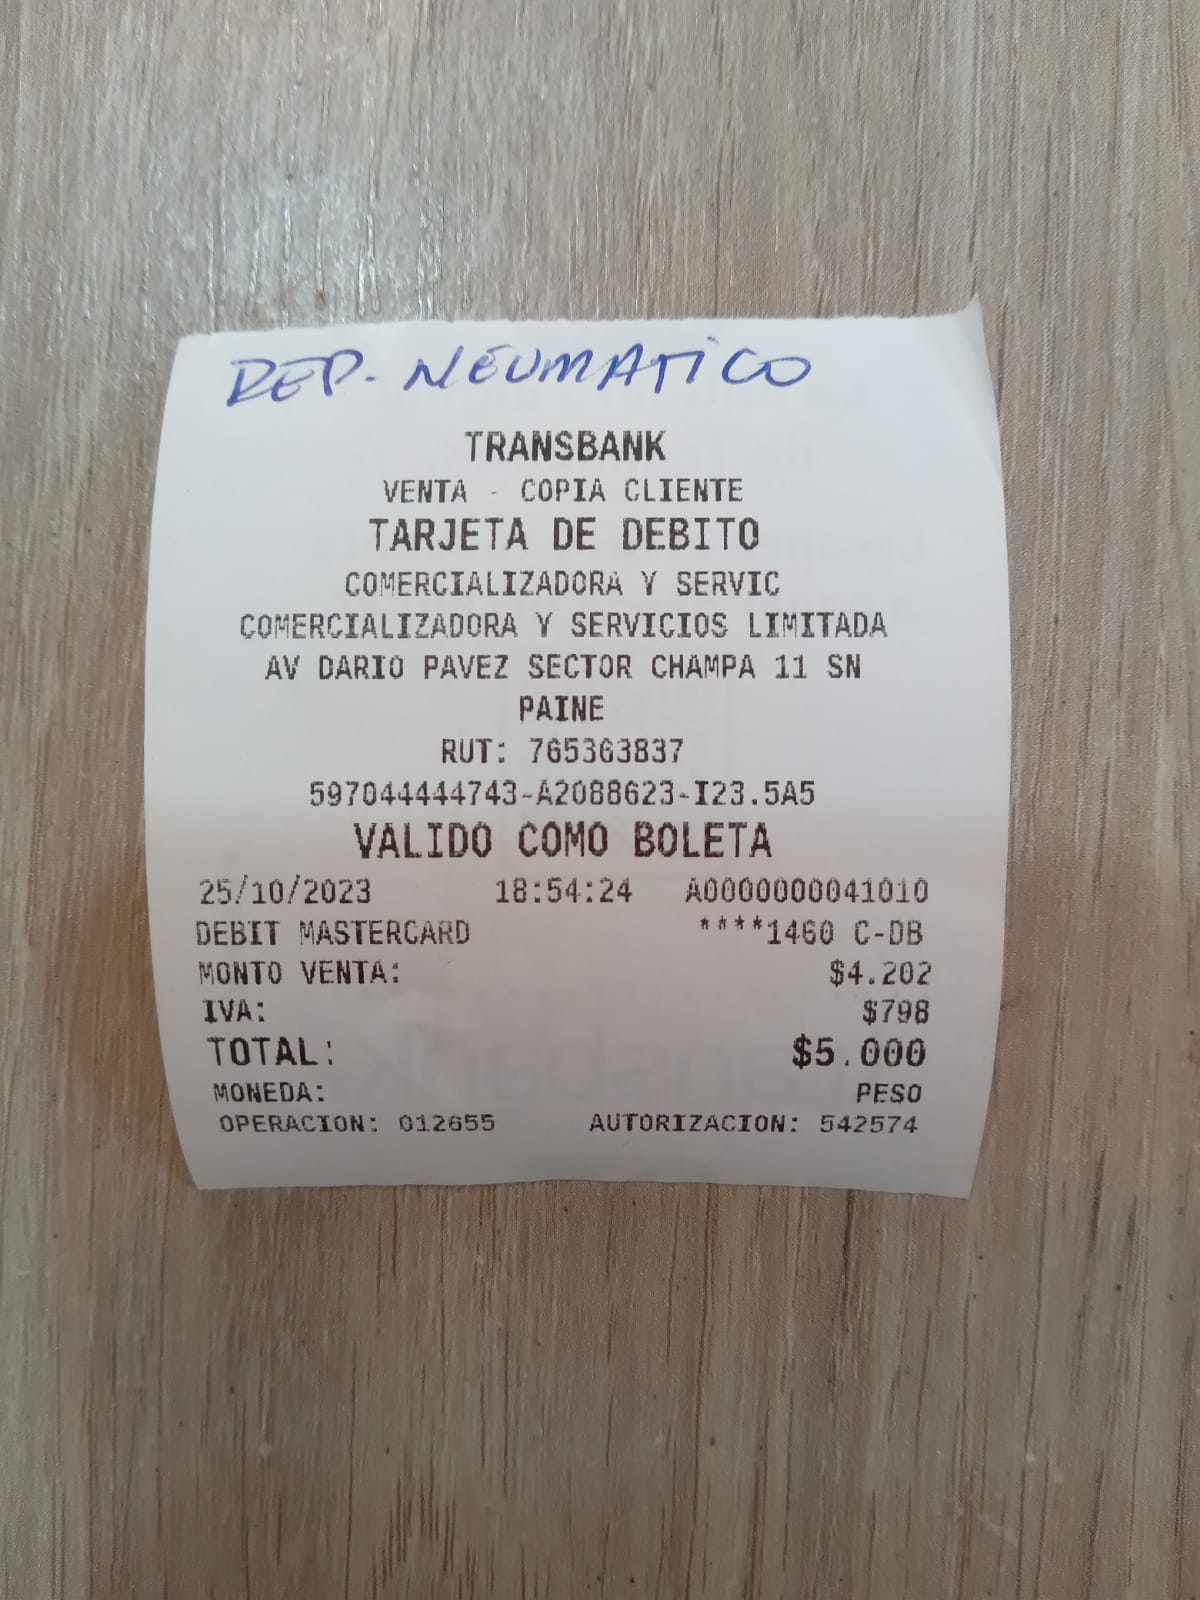 REP. NEUMATICO
TRANSBANK
VENTA - COPIA CLIENTE
TARJETA DE DEBITO
COMERCIALIZADORA Y SERVIC
COMERCIALIZADORA Y SERVICIOS LIMITADA
AV DARIO PAVEZ SECTOR CHAMPA 11 SN
PAINE
RUT: 765363837
597044444743-A2088623-I23.5A5
VALIDO COMO BOLETA
25/10/2023 18:54:24 A0000000041010
DEBIT MASTERCARD ****1460 C-DB
MONTO VENTA: $4.202
IVA: $798
TOTAL: $5.000
MONEDA: PESO
OPERACION: 012655 AUTORIZACION: 542574